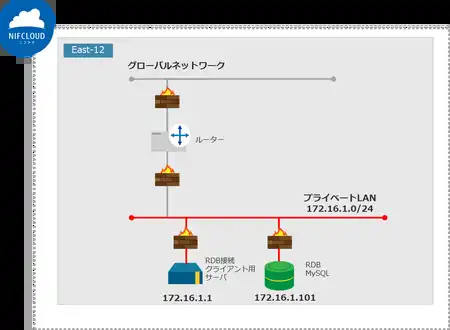 NIFCLOUD
ニフクラ
East-12
グローバルネットワーク
ルーター
プライベートLAN
172.16.1.0/24
RDB接続
クライアント用
サーバ
172.16.1.1
RDB
MySQL
172.16.1.101